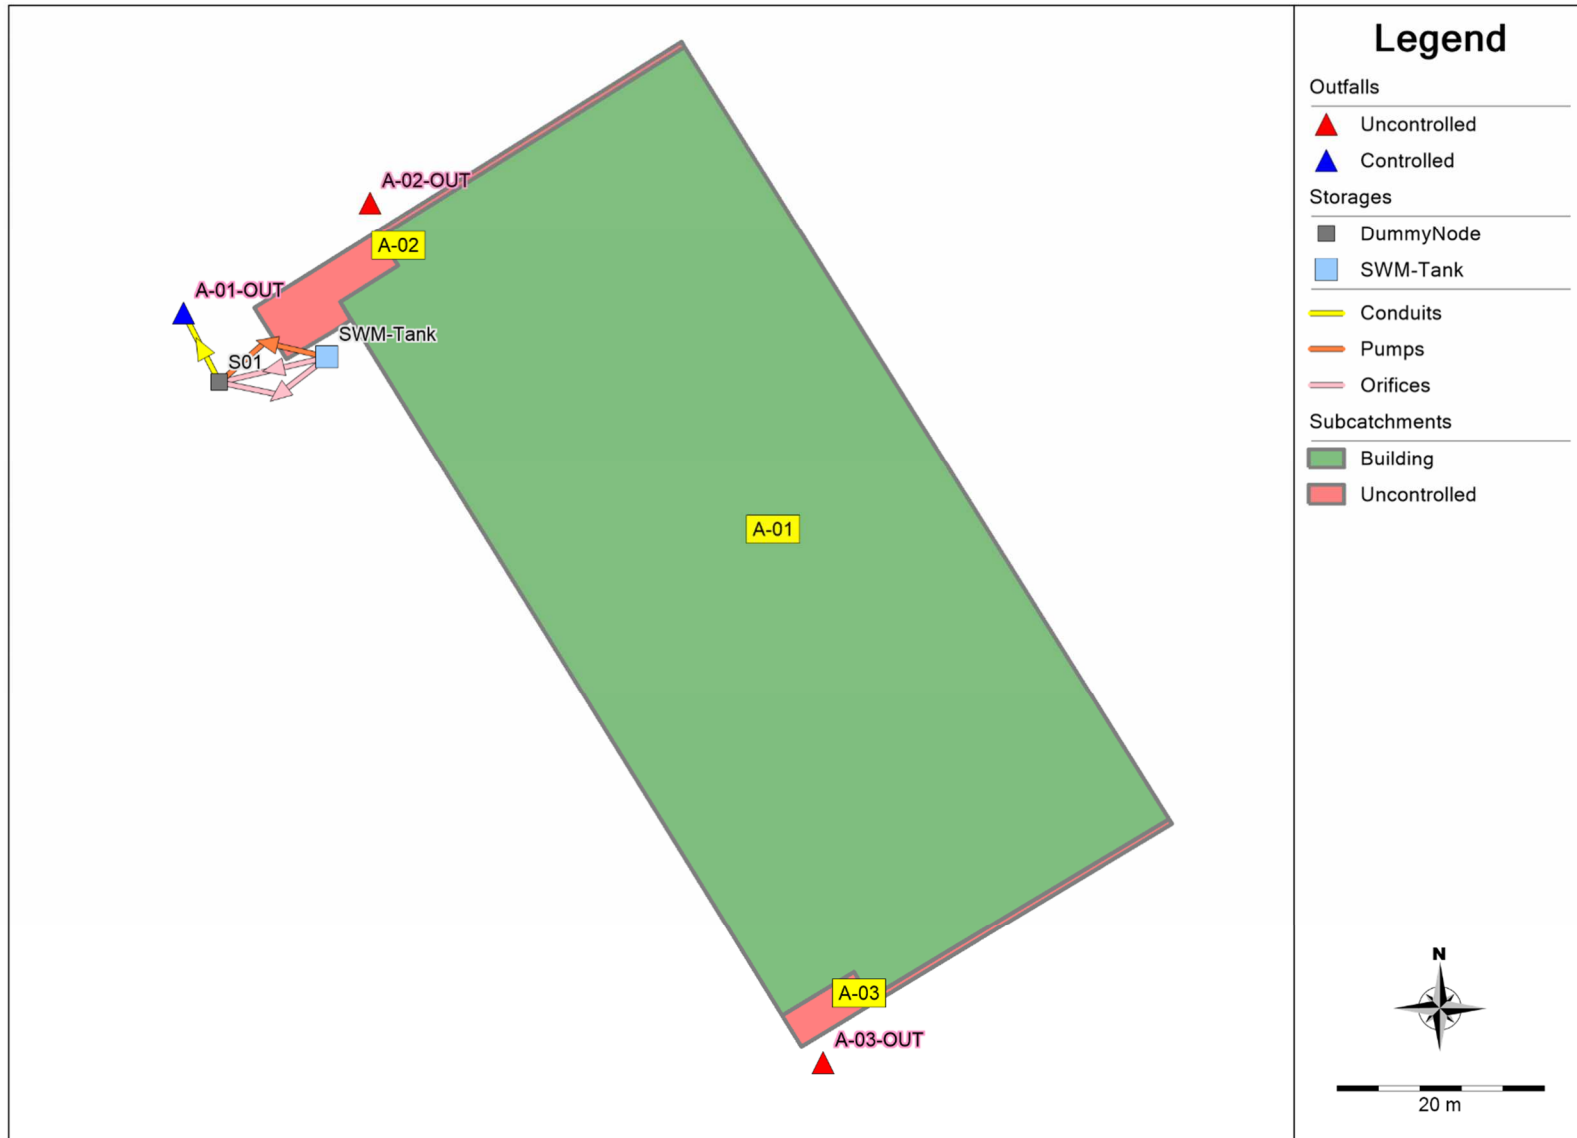 A-02-OUT
A-02
A-01-OUT
SWM-Tank
S01
A-01
A-03
A-03-OUT
Legend
Outfalls
Uncontrolled
Controlled
Storages
DummyNode
SWM-Tank
Conduits
Pumps
Orifices
Subcatchments
Building
Uncontrolled
N
20 m